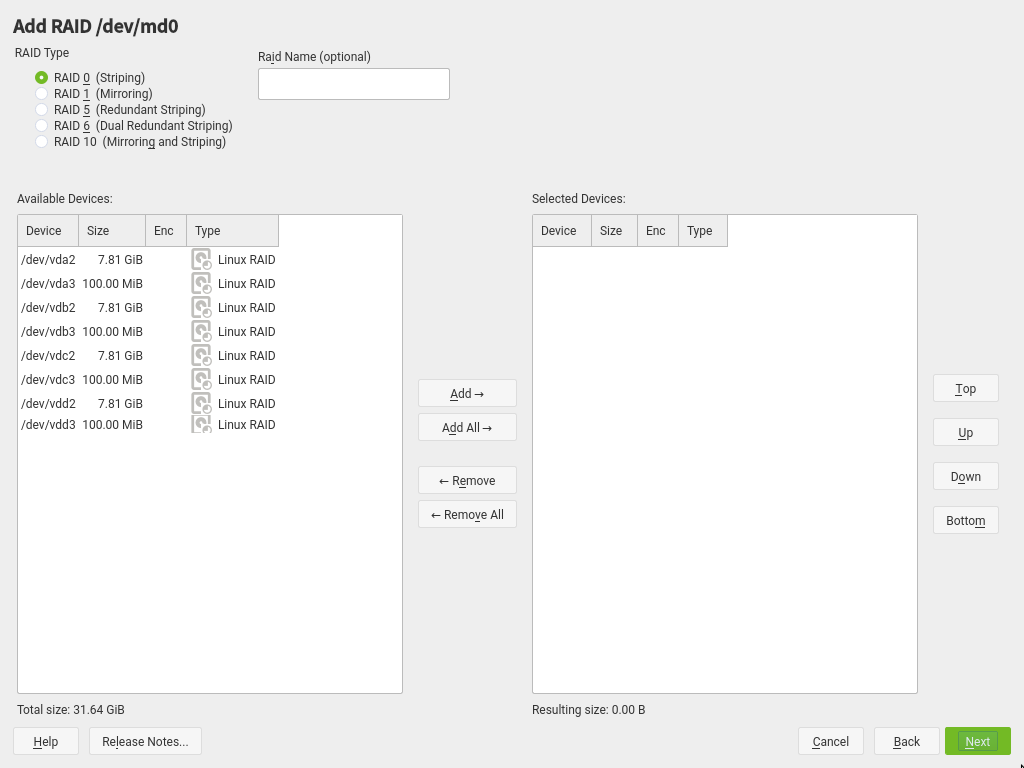 Add RAID /dev/md0
RAID Type
Raid Name (optional)
RAID 0 (Striping)
RAID 1 (Mirroring)
RAID 5 (Redundant Striping)
RAID 6 (Dual Redundant Striping)
RAID 10 (Mirroring and Striping)
Available Devices:
Device Size Enc Type
/dev/vda2 7.81 GiB Linux RAID
/dev/vda3 100.00 MiB Linux RAID
/dev/vdb2 7.81 GiB Linux RAID
/dev/vdb3 100.00 MiB Linux RAID
/dev/vdc2 7.81 GiB Linux RAID
/dev/vdc3 100.00 MiB Linux RAID
/dev/vdd2 7.81 GiB Linux RAID
/dev/vdd3 100.00 MiB Linux RAID
Total size: 31.64 GiB
Add →
Add All →
← Remove
← Remove All
Selected Devices:
Device Size Enc Type
Resulting size: 0.00 B
Top
Up
Down
Bottom
Help Release Notes... Cancel Back Next